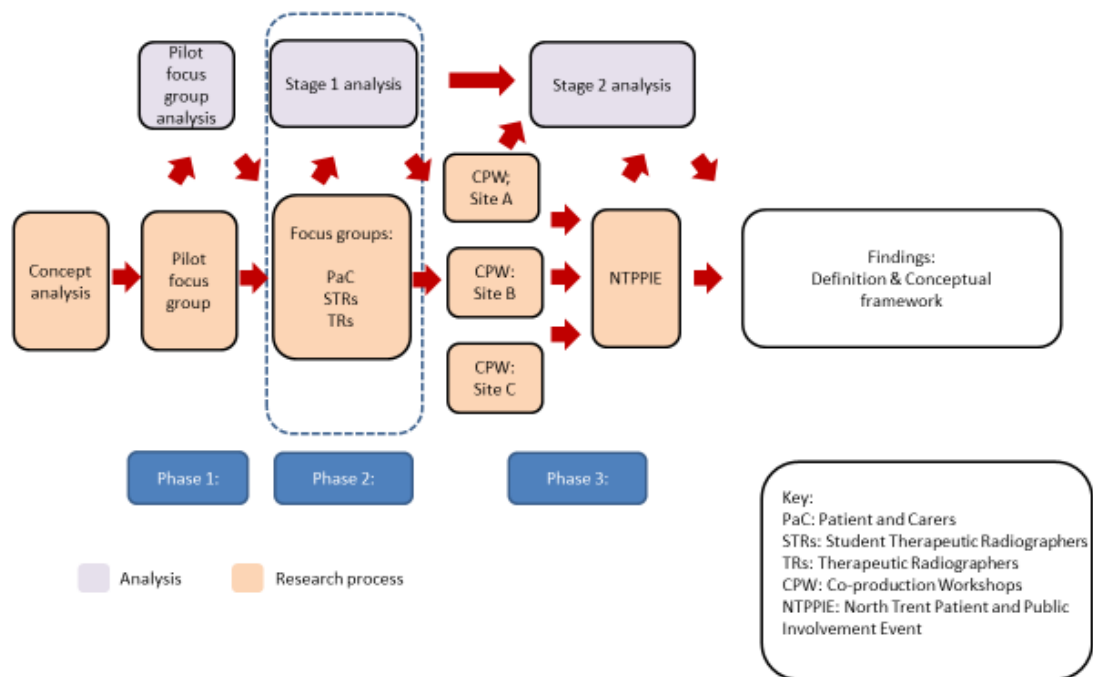 Pilot
focus
group
analysis
Stage 1 analysis
Stage 2 analysis
Concept
analysis
Pilot
focus
group
Focus groups:
PaC
STRs
TRs
CPW;
Site A
CPW:
Site B
CPW:
Site C
NTPPIE
Findings:
Definition & Conceptual
framework
Phase 1:
Phase 2:
Phase 3:
Analysis
Research process
Key:
PaC: Patient and Carers
STRs: Student Therapeutic Radiographers
TRs: Therapeutic Radiographers
CPW: Co-production Workshops
NTPPIE: North Trent Patient and Public
Involvement Event